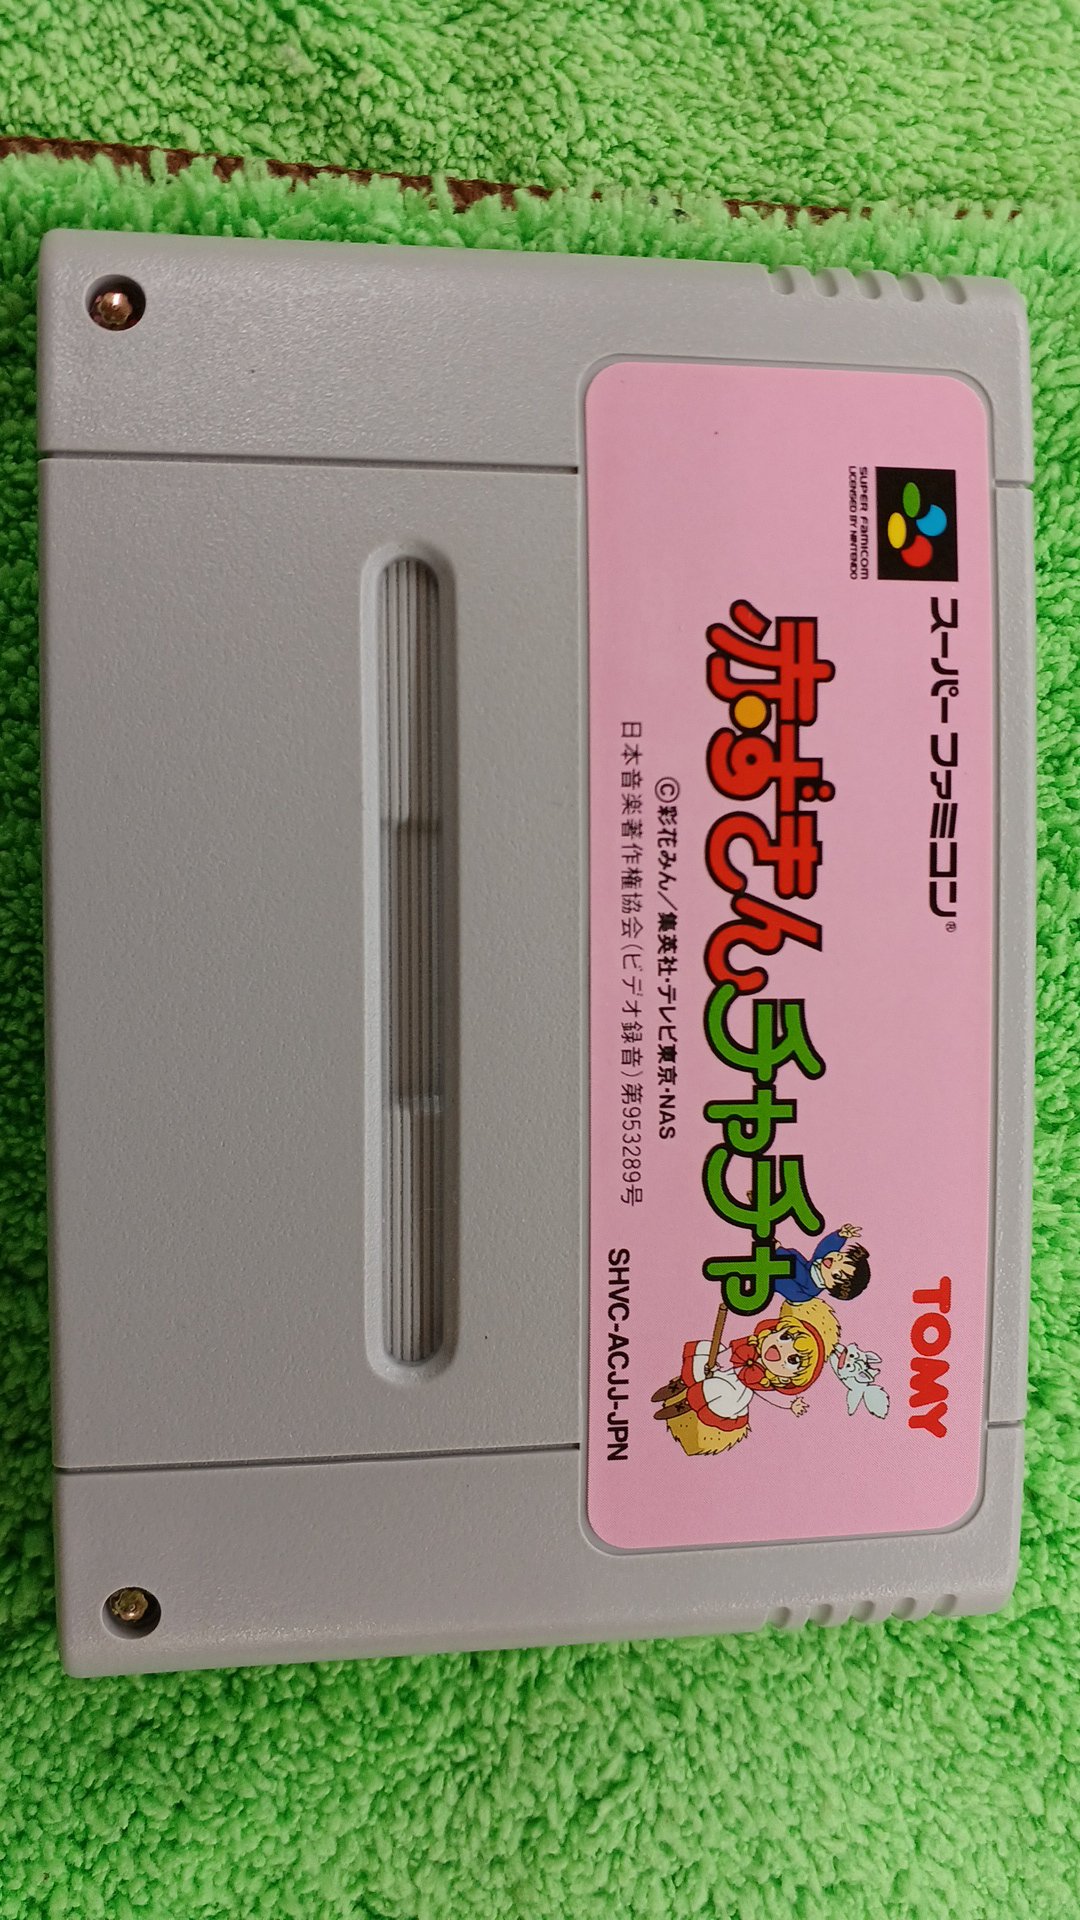 スーパーファミコン®
SUPER Famicom
LICENSED BY NINTENDO
TOMY
赤ずきんチャチャ
©彩花みん／集英社・テレビ東京・NAS
日本音楽著作権協会(ビデオ録音)第953289号
SHVC-ACJJ-JPN